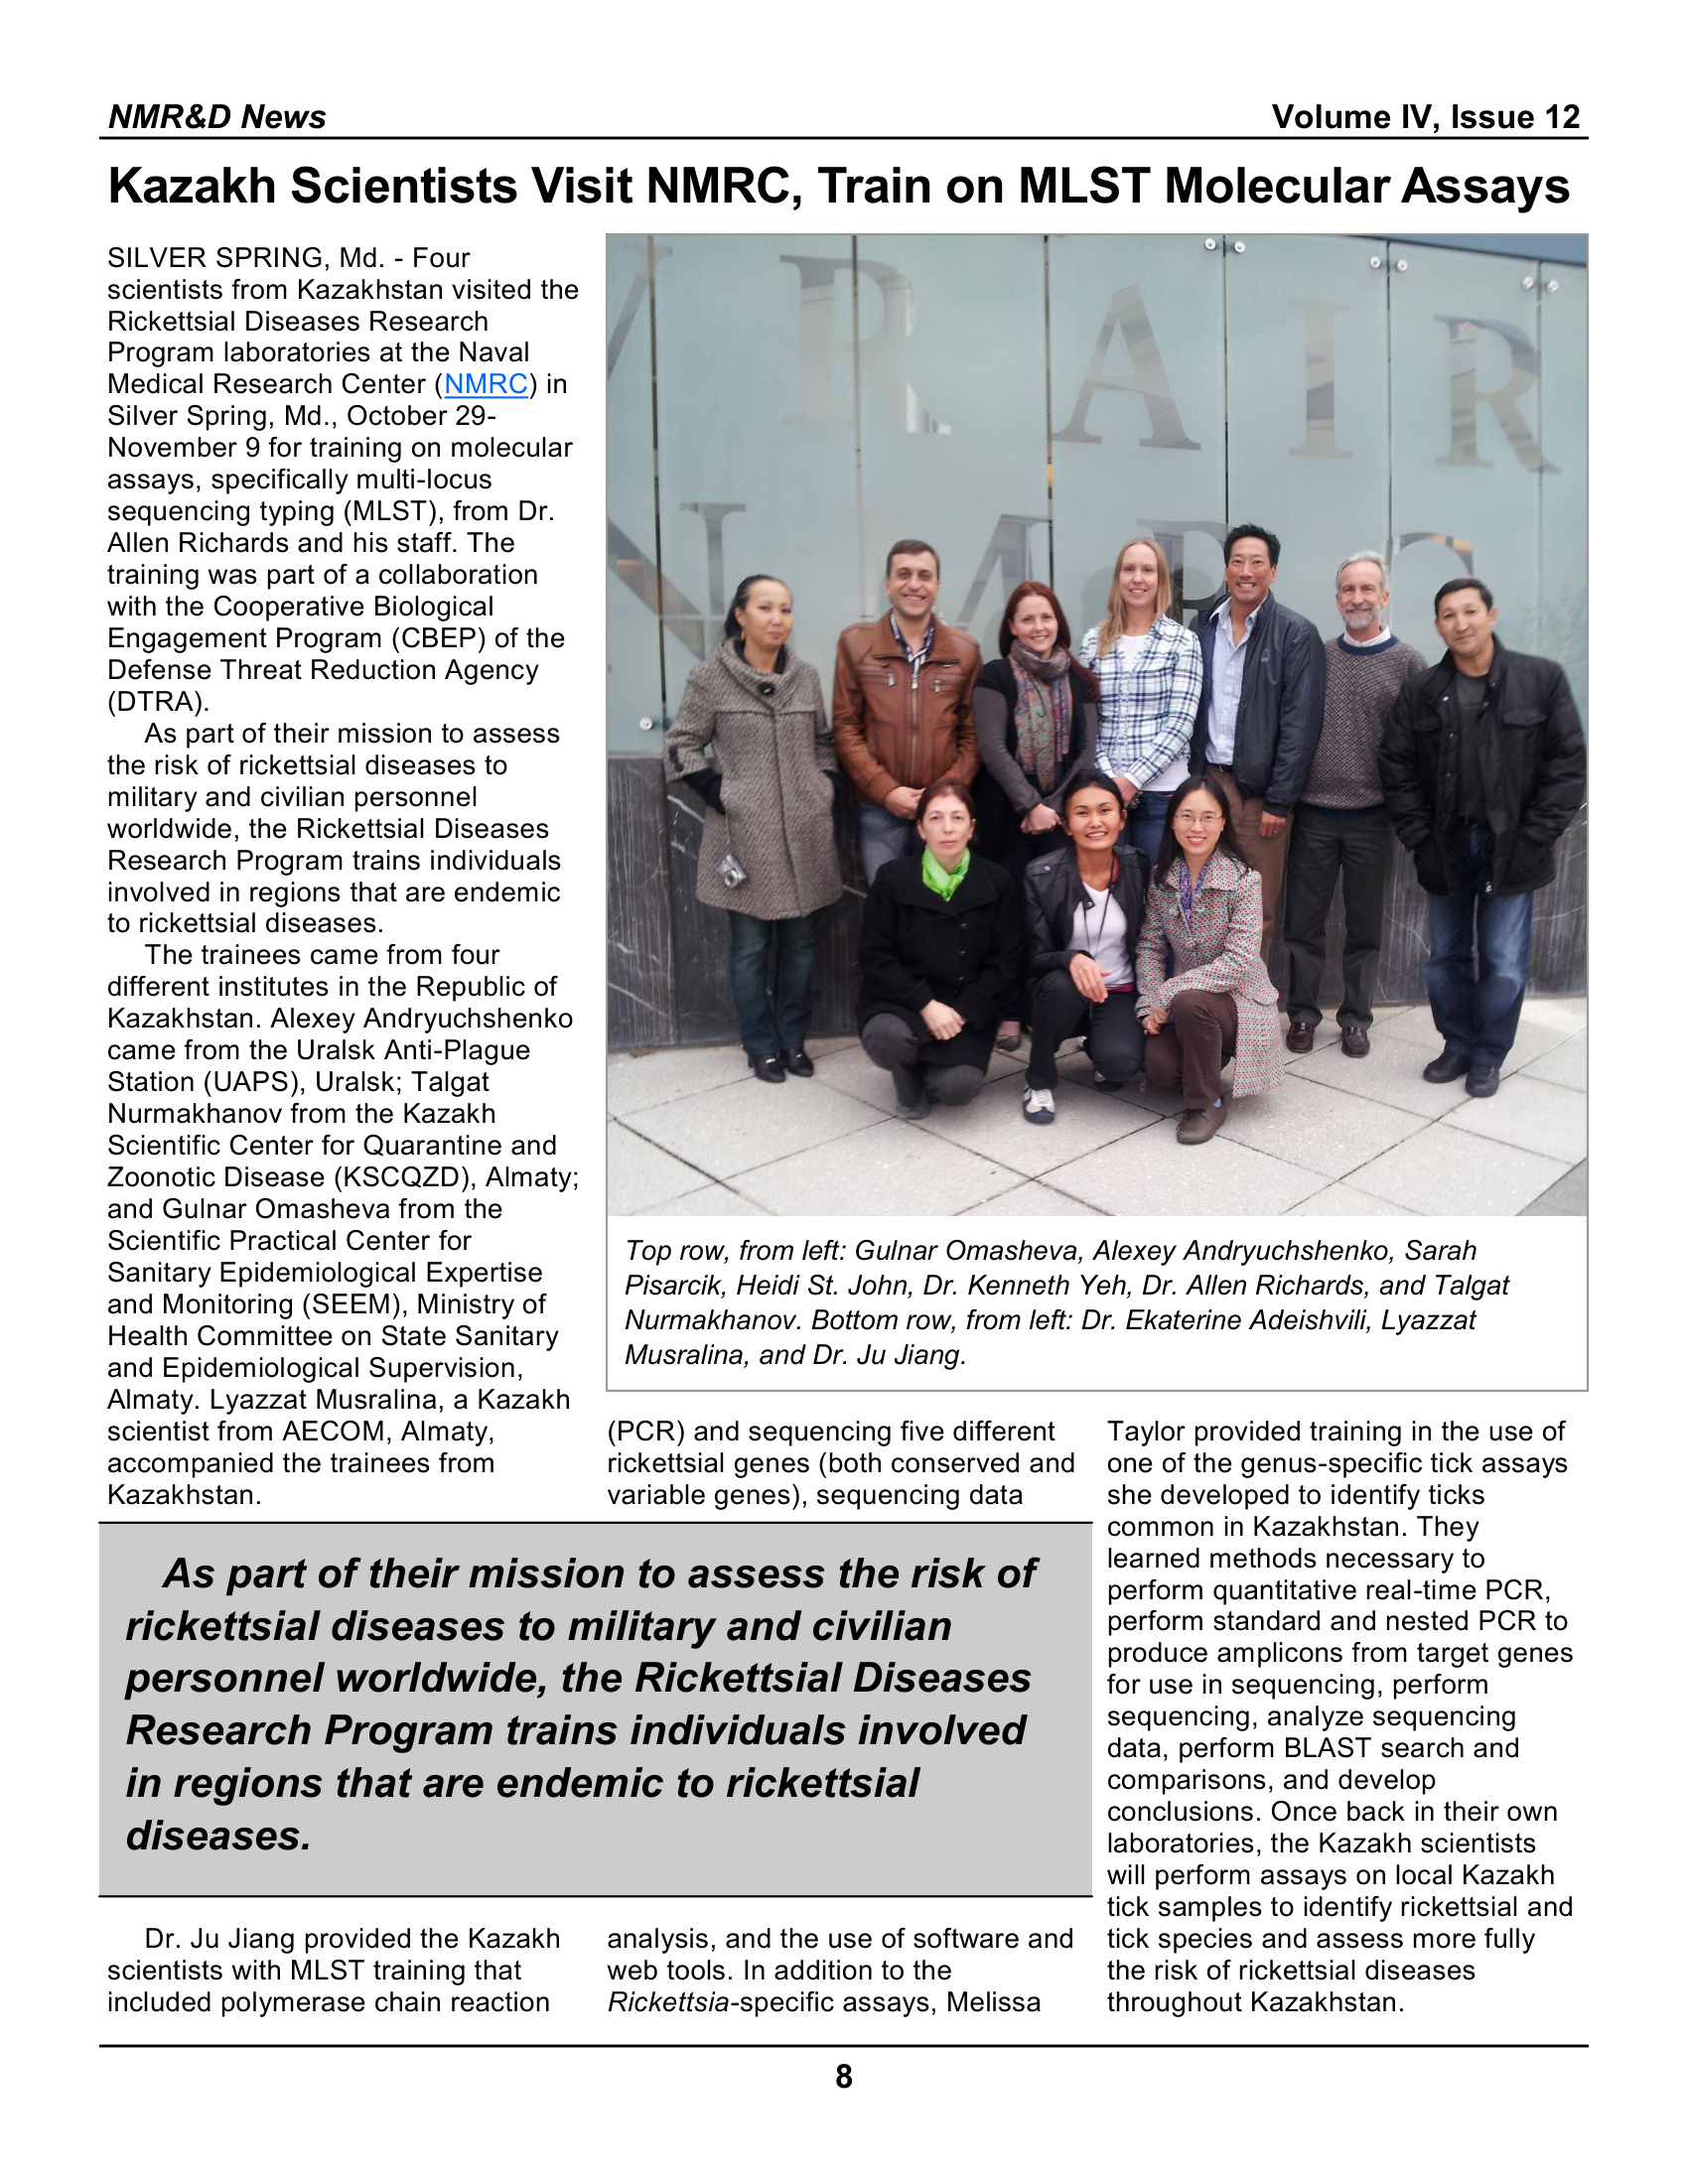 NMR&D News
Volume IV, Issue 12
Kazakh Scientists Visit NMRC, Train on MLST Molecular Assays
SILVER SPRING, Md. - Four
scientists from Kazakhstan visited the
Rickettsial Diseases Research
Program laboratories at the Naval
Medical Research Center (NMRC) in
Silver Spring, Md., October 29-
November 9 for training on molecular
assays, specifically multi-locus
sequencing typing (MLST), from Dr.
Allen Richards and his staff. The
training was part of a collaboration
with the Cooperative Biological
Engagement Program (CBEP) of the
Defense Threat Reduction Agency
(DTRA).
As part of their mission to assess
the risk of rickettsial diseases to
military and civilian personnel
worldwide, the Rickettsial Diseases
Research Program trains individuals
involved in regions that are endemic
to rickettsial diseases.
The trainees came from four
different institutes in the Republic of
Kazakhstan. Alexey Andryuchshenko
came from the Uralsk Anti-Plague
Station (UAPS), Uralsk; Talgat
Nurmakhanov from the Kazakh
Scientific Center for Quarantine and
Zoonotic Disease (KSCQZD), Almaty;
and Gulnar Omasheva from the
Scientific Practical Center for
Sanitary Epidemiological Expertise
and Monitoring (SEEM), Ministry of
Health Committee on State Sanitary
and Epidemiological Supervision,
Almaty. Lyazzat Musralina, a Kazakh
scientist from AECOM, Almaty,
accompanied the trainees from
Kazakhstan.
WRAIR
NMRC
Top row, from left: Gulnar Omasheva, Alexey Andryuchshenko, Sarah
Pisarcik, Heidi St. John, Dr. Kenneth Yeh, Dr. Allen Richards, and Talgat
Nurmakhanov. Bottom row, from left: Dr. Ekaterine Adeishvili, Lyazzat
Musralina, and Dr. Ju Jiang.
As part of their mission to assess the risk of
rickettsial diseases to military and civilian
personnel worldwide, the Rickettsial Diseases
Research Program trains individuals involved
in regions that are endemic to rickettsial
diseases.
Dr. Ju Jiang provided the Kazakh
scientists with MLST training that
included polymerase chain reaction
(PCR) and sequencing five different
rickettsial genes (both conserved and
variable genes), sequencing data
analysis, and the use of software and
web tools. In addition to the
Rickettsia-specific assays, Melissa
Taylor provided training in the use of
one of the genus-specific tick assays
she developed to identify ticks
common in Kazakhstan. They
learned methods necessary to
perform quantitative real-time PCR,
perform standard and nested PCR to
produce amplicons from target genes
for use in sequencing, perform
sequencing, analyze sequencing
data, perform BLAST search and
comparisons, and develop
conclusions. Once back in their own
laboratories, the Kazakh scientists
will perform assays on local Kazakh
tick samples to identify rickettsial and
tick species and assess more fully
the risk of rickettsial diseases
throughout Kazakhstan.
8